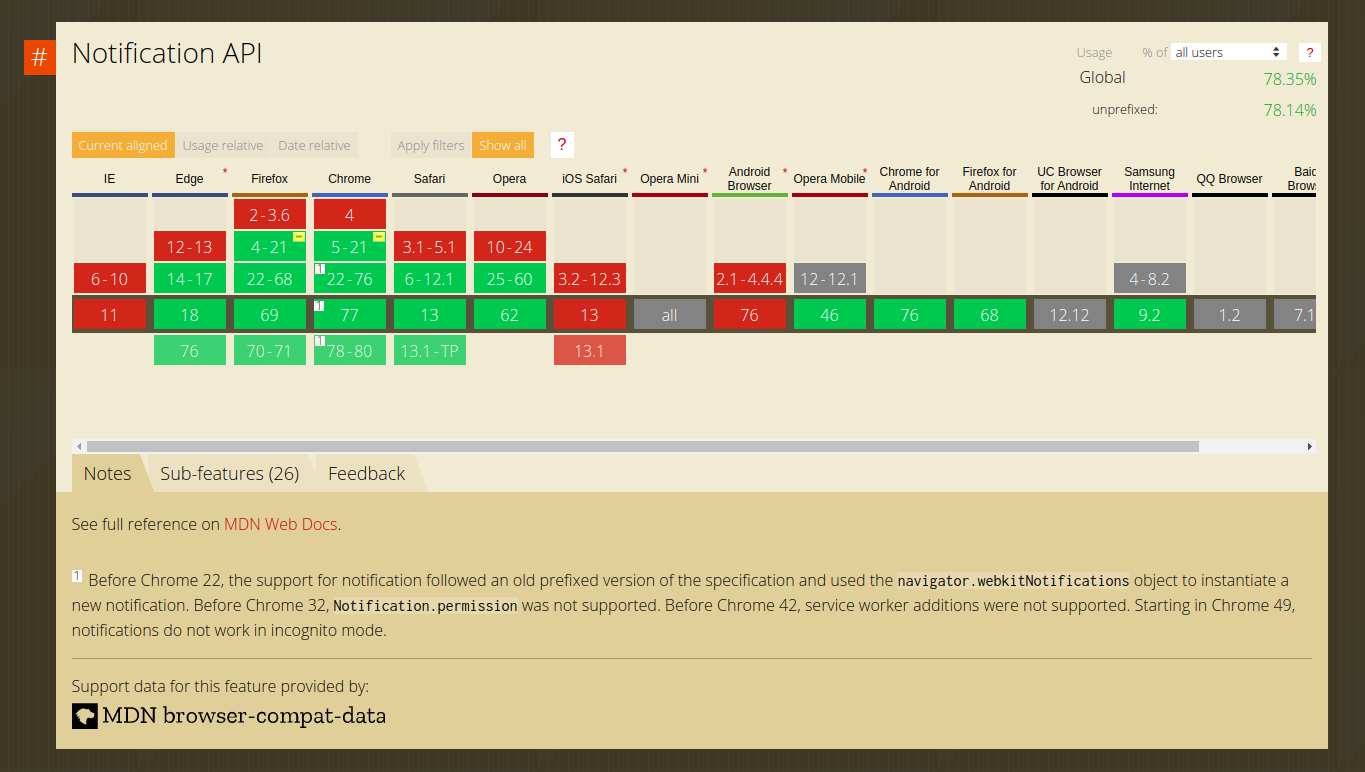 #
Notification API
Usage % of all users ?
Global 78.35%
unprefixed: 78.14%
Current aligned Usage relative Date relative Apply filters Show all ?
IE Edge * Firefox Chrome Safari Opera iOS Safari * Opera Mini * Android Browser * Opera Mobile * Chrome for Android Firefox for Android UC Browser for Android Samsung Internet QQ Browser
2-3.6 4
12-13 4-21 5-21 3.1-5.1 10-24
6-10 14-17 22-68 1 22-76 6-12.1 25-60 3.2-12.3 2.1-4.4.4 12-12.1 4-8.2
11 18 69 1 77 13 62 13 all 76 46 76 68 12.12 9.2 1.2 7.1
76 70-71 1 78-80 13.1-TP 13.1
Notes Sub-features (26) Feedback
See full reference on MDN Web Docs.
1 Before Chrome 22, the support for notification followed an old prefixed version of the specification and used the navigator.webkitNotifications object to instantiate a
new notification. Before Chrome 32, Notification.permission was not supported. Before Chrome 42, service worker additions were not supported. Starting in Chrome 49,
notifications do not work in incognito mode.
Support data for this feature provided by:
MDN browser-compat-data